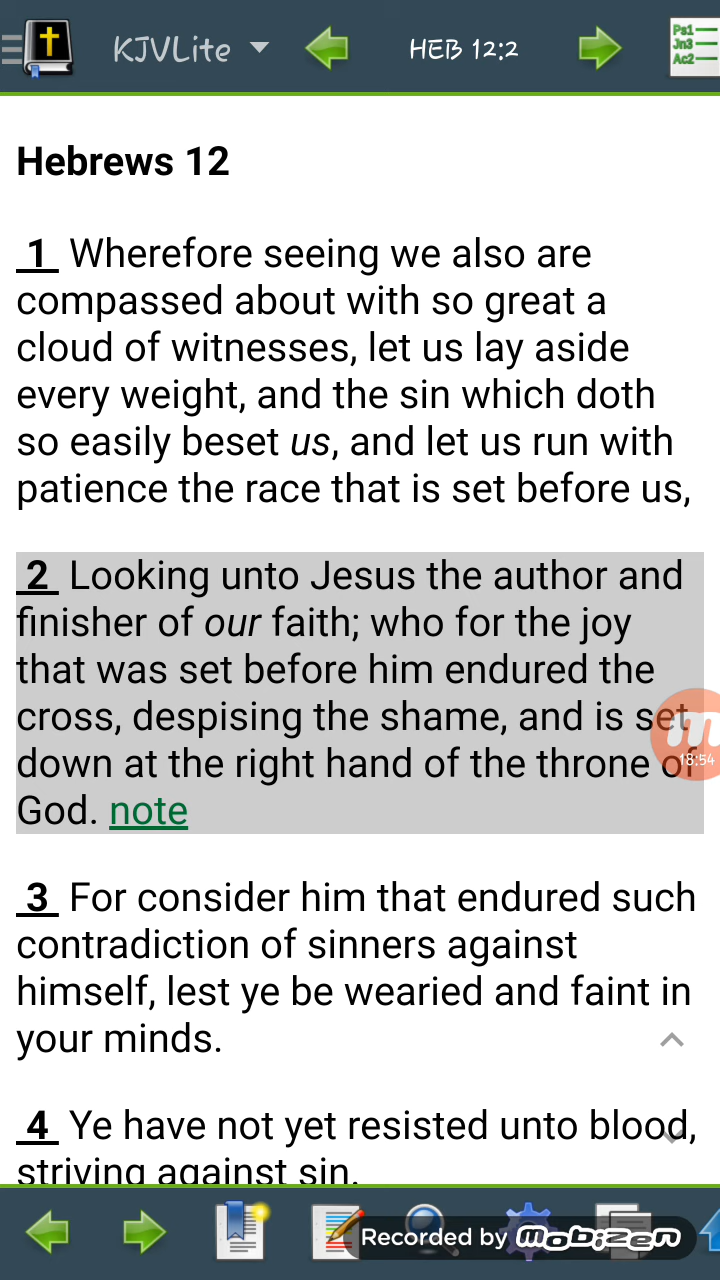 KJVLite HEB 12:2
Ps1
Jn3
Ac2
Hebrews 12
1 Wherefore seeing we also are
compassed about with so great a
cloud of witnesses, let us lay aside
every weight, and the sin which doth
so easily beset us, and let us run with
patience the race that is set before us,
2 Looking unto Jesus the author and
finisher of our faith; who for the joy
that was set before him endured the
cross, despising the shame, and is set
down at the right hand of the throne of
God. note
m
18:54
3 For consider him that endured such
contradiction of sinners against
himself, lest ye be wearied and faint in
your minds.
4 Ye have not yet resisted unto blood,
striving against sin.
Recorded by mobizen